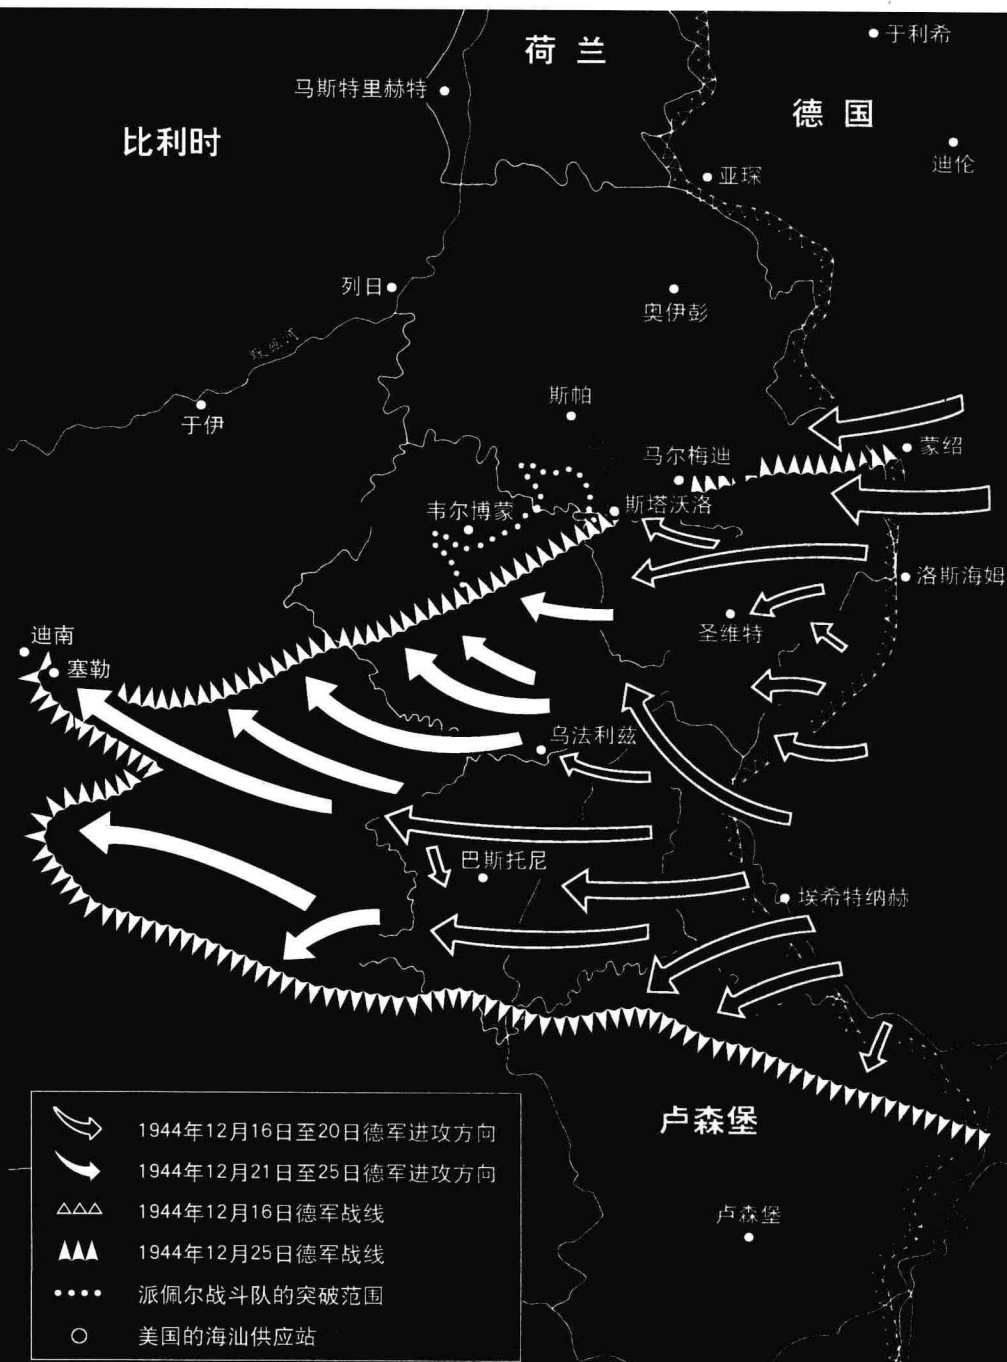 荷 兰
于利希
马斯特里赫特
德 国
比利时
迪伦
亚琛
列日
奥伊彭
斯帕
于伊
马尔梅迪
蒙绍
韦尔博蒙
斯塔沃洛
洛斯海姆
圣维特
迪南
塞勒
乌法利兹
巴斯托尼
埃希特纳赫
卢森堡
卢森堡
1944年12月16日至20日德军进攻方向
1944年12月21日至25日德军进攻方向
1944年12月16日德军战线
1944年12月25日德军战线
派佩尔战斗队的突破范围
美国的海汕供应站